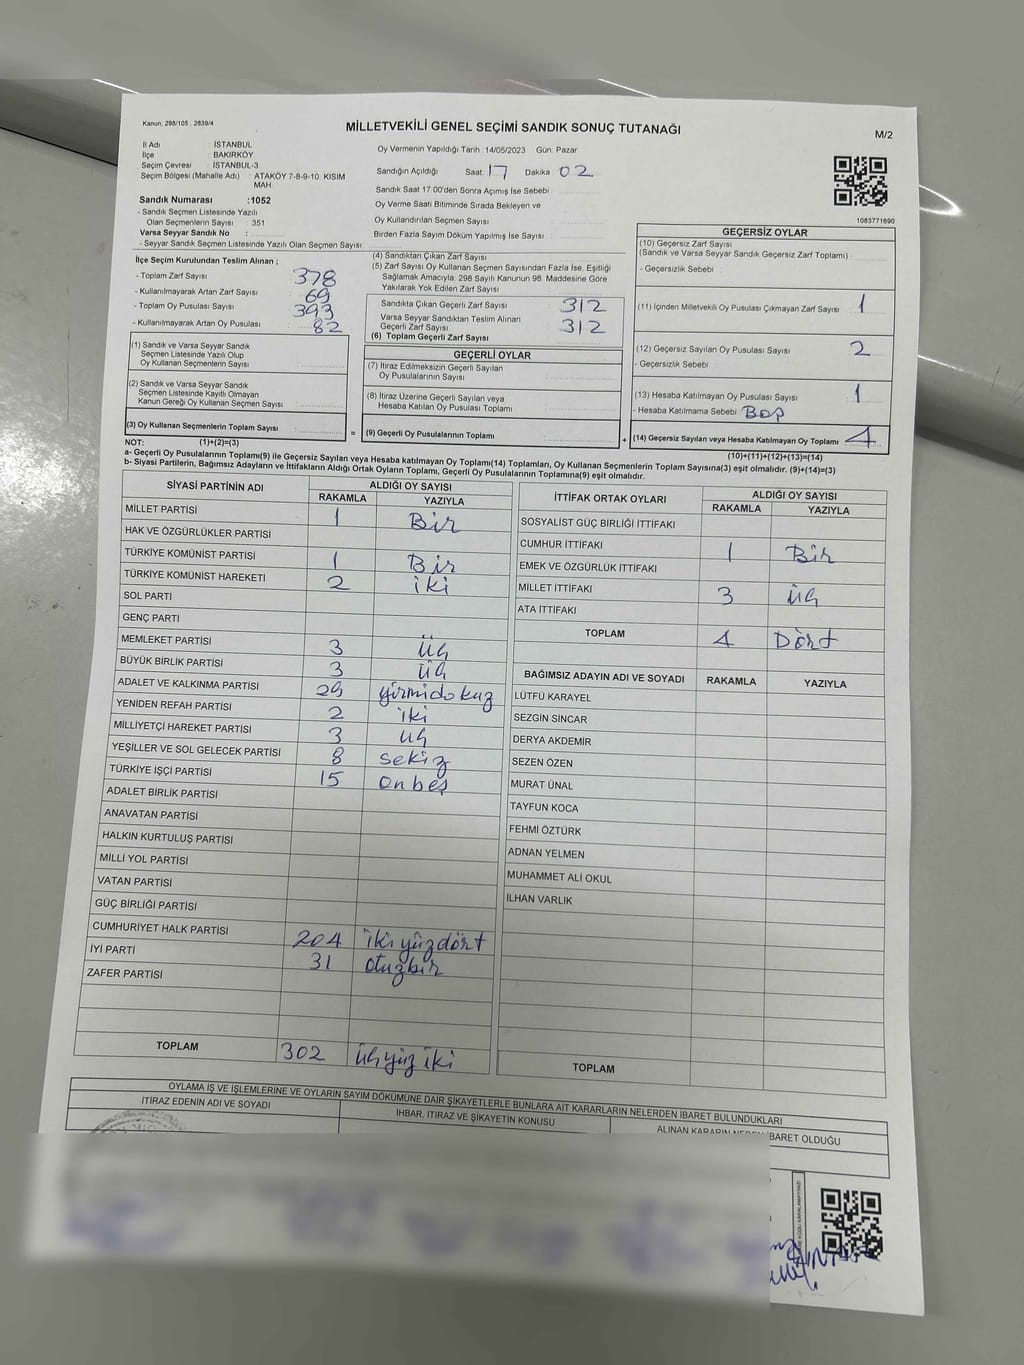 Kanun; 298/105 , 2839/4
MİLLETVEKİLİ GENEL SEÇİMİ SANDIK SONUÇ TUTANAĞI
M/2
İl Adı : İSTANBUL
İlçe : BAKIRKÖY
Seçim Çevresi : İSTANBUL-3
Seçim Bölgesi (Mahalle Adı) : ATAKÖY 7-8-9-10. KISIM
MAH
Sandık Numarası :1052
- Sandık Seçmen Listesinde Yazılı
Olan Seçmenlerin Sayısı : 351
Varsa Seyyar Sandık No :
- Seyyar Sandık Seçmen Listesinde Yazılı Olan Seçmen Sayısı :
Oy Vermenin Yapıldığı Tarih : 14/05/2023 Gün: Pazar
Sandığın Açıldığı Saat: 17 Dakika: 02
Sandık Saat 17.00'den Sonra Açılmış İse Sebebi :
Oy Verme Saati Bitiminde Sırada Bekleyen ve
Oy Kullandırılan Seçmen Sayısı :
Birden Fazla Sayım Döküm Yapılmış İse Sayısı :
1083771690
İlçe Seçim Kurulundan Teslim Alınan ;
- Toplam Zarf Sayısı : 378
- Kullanılmayarak Artan Zarf Sayısı : 69
- Toplam Oy Pusulası Sayısı : 393
- Kullanılmayarak Artan Oy Pusulası : 82
(1) Sandık ve Varsa Seyyar Sandık
Seçmen Listesinde Yazılı Olup
Oy Kullanan Seçmenlerin Sayısı :
(2) Sandık ve Varsa Seyyar Sandık
Seçmen Listesinde Kayıtlı Olmayan
Kanun Gereği Oy Kullanan Seçmen Sayısı :
(3) Oy Kullanan Seçmenlerin Toplam Sayısı :
(4) Sandıktan Çıkan Zarf Sayısı :
(5) Zarf Sayısı Oy Kullanan Seçmen Sayısından Fazla İse, Eşitliği
Sağlamak Amacıyla, 298 Sayılı Kanunun 98. Maddesine Göre
Yakılarak Yok Edilen Zarf Sayısı :
Sandıkta Çıkan Geçerli Zarf Sayısı : 312
Varsa Seyyar Sandıktan Teslim Alınan
Geçerli Zarf Sayısı : 312
(6) Toplam Geçerli Zarf Sayısı :
GEÇERLİ OYLAR
(7) İtiraz Edilmeksizin Geçerli Sayılan
Oy Pusulalarının Sayısı :
(8) İtiraz Üzerine Geçerli Sayılan veya
Hesaba Katılan Oy Pusulası Toplamı :
= (9) Geçerli Oy Pusulalarının Toplamı :
GEÇERSİZ OYLAR
(10) Geçersiz Zarf Sayısı
(Sandık ve Varsa Seyyar Sandık Geçersiz Zarf Toplamı) :
- Geçersizlik Sebebi :
(11) İçinden Milletvekili Oy Pusulası Çıkmayan Zarf Sayısı : 1
(12) Geçersiz Sayılan Oy Pusulası Sayısı : 2
- Geçersizlik Sebebi :
(13) Hesaba Katılmayan Oy Pusulası Sayısı : 1
- Hesaba Katılmama Sebebi : Boş
+ (14) Geçersiz Sayılan veya Hesaba Katılmayan Oy Toplamı : 4
NOT: (1)+(2)=(3)
(10)+(11)+(12)+(13)=(14)
a- Geçerli Oy Pusulaları Toplamı(9) ile Geçersiz Sayılan veya Hesaba katılmayan Oy Toplamı(14) Toplamları, Oy Kullanan Seçmenlerin Toplam Sayısına(3) eşit olmalıdır. (9)+(14)=(3)
b- Siyasi Partilerin, Bağımsız Adayların ve İttifakların Aldığı Ortak Oyların Toplamı, Geçerli Oy Pusulalarının Toplamına(9) eşit olmalıdır.
SİYASİ PARTİNİN ADI ALDIĞI OY SAYISI
RAKAMLA YAZIYLA
MİLLET PARTİSİ 1 Bir
HAK VE ÖZGÜRLÜKLER PARTİSİ
TÜRKİYE KOMÜNİST PARTİSİ 1 Bir
TÜRKİYE KOMÜNİST HAREKETİ 2 iki
SOL PARTİ
GENÇ PARTİ
MEMLEKET PARTİSİ 3 Üç
BÜYÜK BİRLİK PARTİSİ 3 Üç
ADALET VE KALKINMA PARTİSİ 29 yirmidokuz
YENİDEN REFAH PARTİSİ 2 iki
MİLLİYETÇİ HAREKET PARTİSİ 3 üç
YEŞİLLER VE SOL GELECEK PARTİSİ 8 sekiz
TÜRKİYE İŞÇİ PARTİSİ 15 onbeş
ADALET BİRLİK PARTİSİ
ANAVATAN PARTİSİ
HALKIN KURTULUŞ PARTİSİ
MİLLİ YOL PARTİSİ
VATAN PARTİSİ
GÜÇ BİRLİĞİ PARTİSİ
CUMHURİYET HALK PARTİSİ 204 ikiyüzdört
İYİ PARTİ 31 otuzbir
ZAFER PARTİSİ
TOPLAM 302 üçyüz iki
İTTİFAK ORTAK OYLARI ALDIĞI OY SAYISI
RAKAMLA YAZIYLA
SOSYALİST GÜÇ BİRLİĞİ İTTİFAKI
CUMHUR İTTİFAKI 1 Bir
EMEK VE ÖZGÜRLÜK İTTİFAKI
MİLLET İTTİFAKI 3 üç
ATA İTTİFAKI
TOPLAM 4 Dört
BAĞIMSIZ ADAYIN ADI VE SOYADI RAKAMLA YAZIYLA
LÜTFÜ KARAYEL
SEZGİN SINCAR
DERYA AKDEMİR
SEZEN ÖZEN
MURAT ÜNAL
TAYFUN KOCA
FEHMİ ÖZTÜRK
ADNAN YELMEN
MUHAMMET ALİ OKUL
İLHAN VARLIK
TOPLAM
OYLAMA İŞ VE İŞLEMLERİNE VE OYLARIN SAYIM DÖKÜMÜNE DAİR ŞİKAYETLERLE BUNLARA AİT KARARLARIN NELERDEN İBARET BULUNDUKLARI
İTİRAZ EDENİN ADI VE SOYADI
İHBAR, İTİRAZ VE ŞİKAYETİN KONUSU
ALINAN KARARIN NEDEN İBARET OLDUĞU